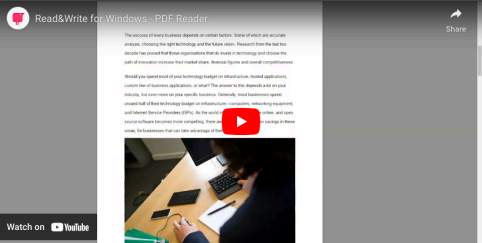 Read&Write for Windows - PDF Reader
Share
The success of every business depends on certain factors. Some of which are accurate
analysis, choosing the right technology and the future vision. Research from the last two
decades has proved that those organizations that do invest in technology and choose the
path of innovation increase their market share, financial figures and overall competitiveness.
Should you spend most of your technology budget on infrastructure, hosted applications,
custom line of business applications, or what? The answer to this depends a lot on your
industry, but even more on your specific business. Generally, most businesses spend
around half of their technology budget on infrastructure - computers, networking equipment,
and Internet Service Providers (ISPs). As the world online, and open
source software becomes more compelling, there are savings in these
areas, for businesses that can take advantage of
Watch on YouTube